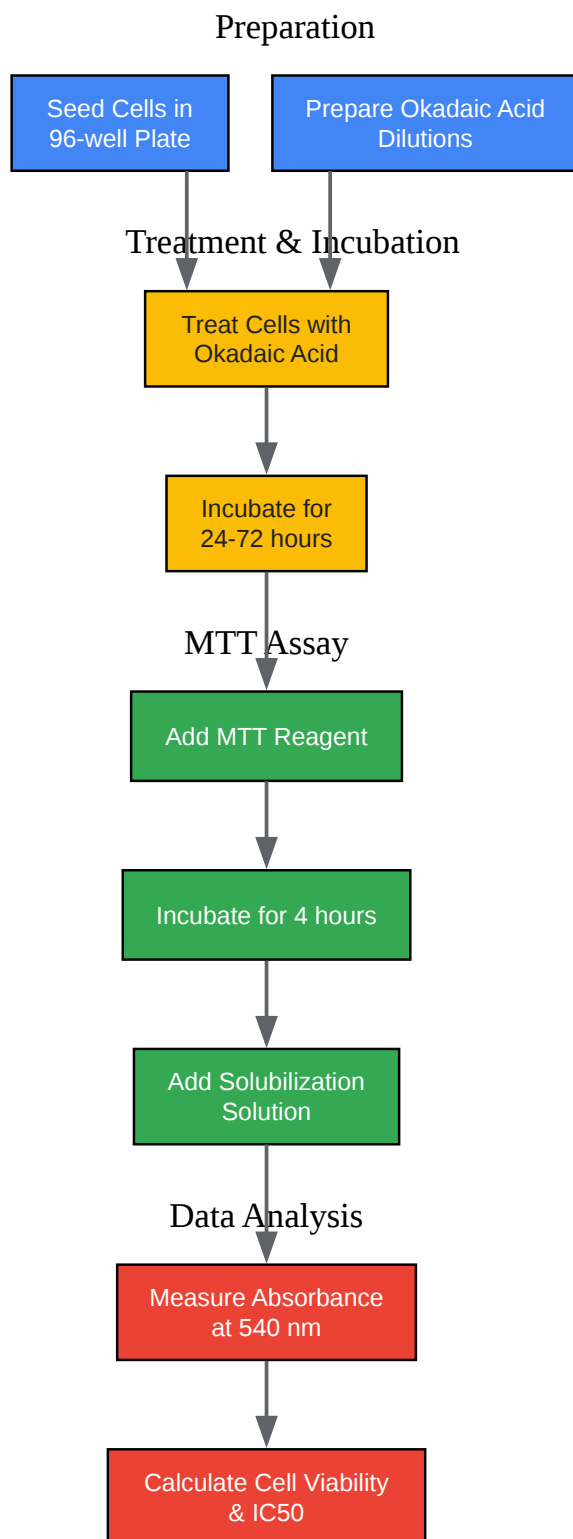 Preparation
Seed Cells in
96-well Plate
Prepare Okadaic Acid
Dilutions
Treatment & Incubation
Treat Cells with
Okadaic Acid
Incubate for
24-72 hours
MTT Assay
Add MTT Reagent
Incubate for 4 hours
Add Solubilization
Solution
Data Analysis
Measure Absorbance
at 540 nm
Calculate Cell Viability
& IC50